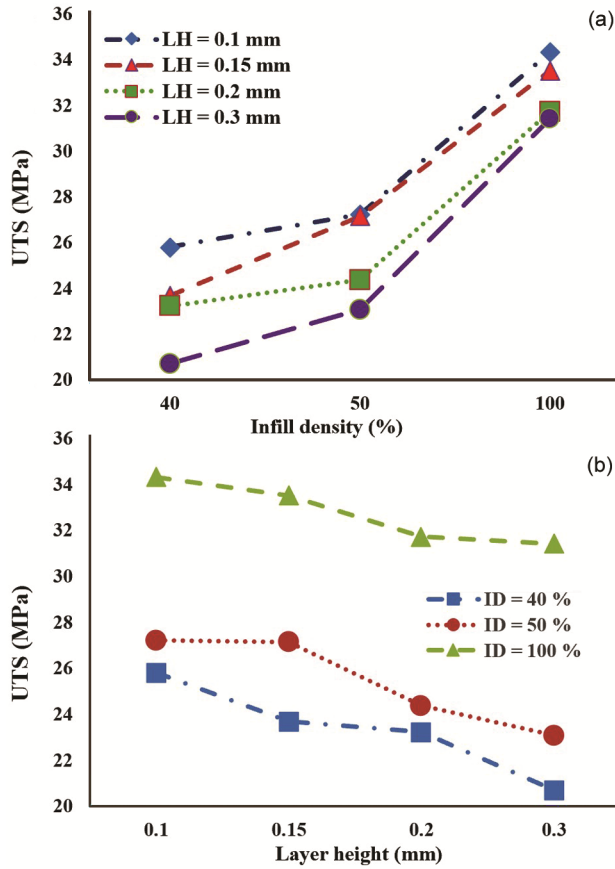 (a)
LH = 0.1 mm
LH = 0.15 mm
LH = 0.2 mm
LH = 0.3 mm
UTS (MPa)
36
34
32
30
28
26
24
22
20
40 50 100
Infill density (%)
(b)
ID = 40 %
ID = 50 %
ID = 100 %
UTS (MPa)
36
34
32
30
28
26
24
22
20
0.1 0.15 0.2 0.3
Layer height (mm)